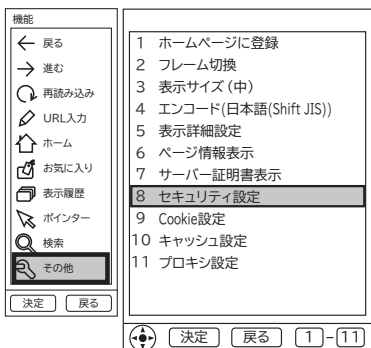 機能
戻る
進む
再読み込み
URL入力
ホーム
お気に入り
表示履歴
ポインター
検索
その他
決定 戻る
1 ホームページに登録
2 フレーム切換
3 表示サイズ(中)
4 エンコード(日本語(Shift JIS))
5 表示詳細設定
6 ページ情報表示
7 サーバー証明書表示
8 セキュリティ設定
9 Cookie設定
10 キャッシュ設定
11 プロキシ設定
決定 戻る 1-11